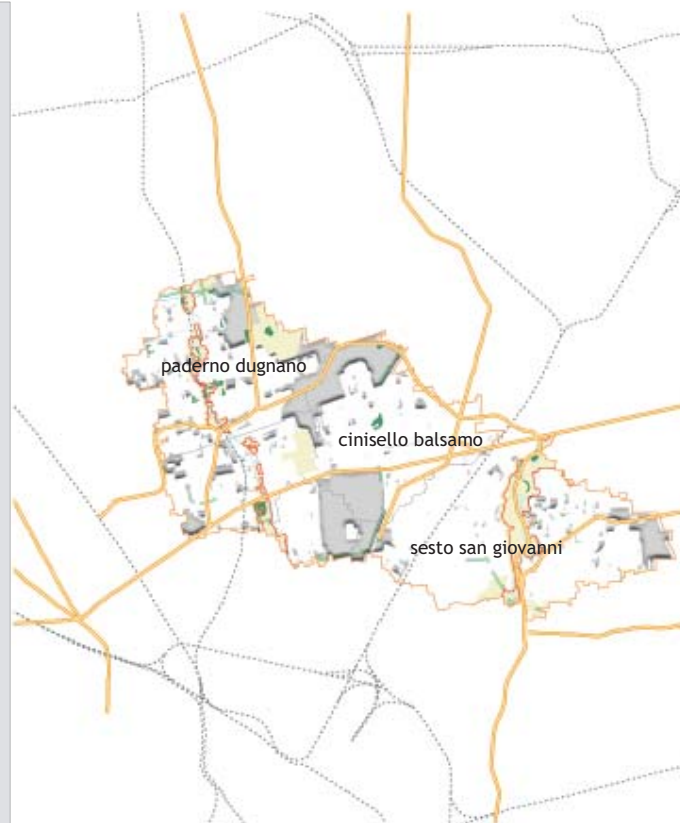 paderno dugnano
cinisello balsamo
sesto san giovanni